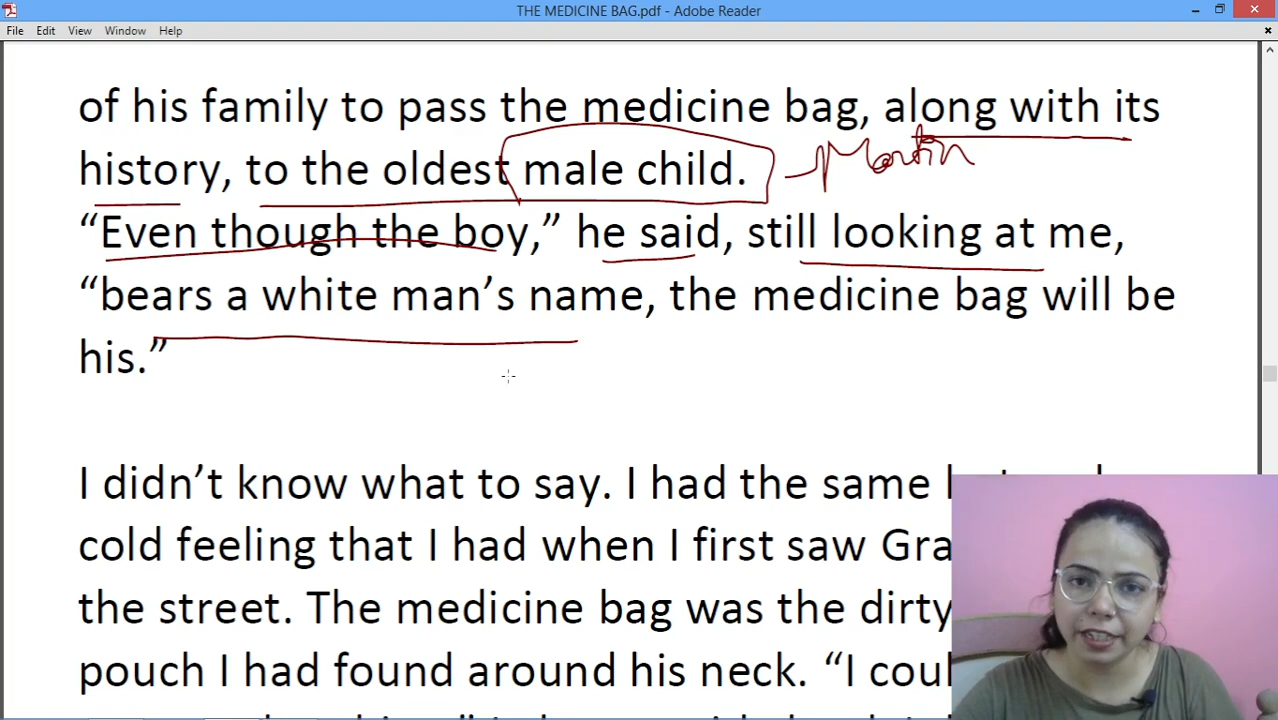 THE MEDICINE BAG.pdf - Adobe Reader
File Edit View Window Help
of his family to pass the medicine bag, along with its
history, to the oldest male child.
Martin
“Even though the boy,” he said, still looking at me,
“bears a white man’s name, the medicine bag will be
his.”
I didn’t know what to say. I had the same
cold feeling that I had when I first saw
the street. The medicine bag was the dirty
pouch I had found around his neck. “I